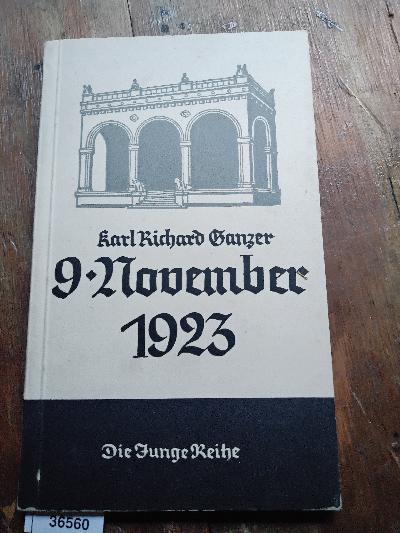 Karl Richard Ganzer
9. November
1923
Die Junge Reihe
36560